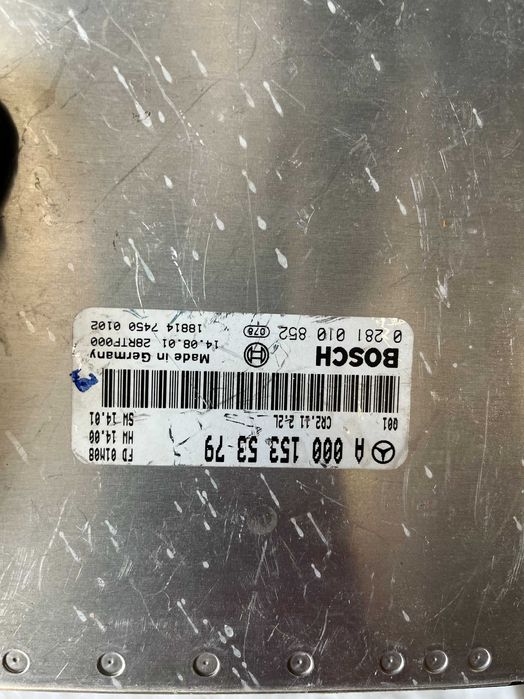 A 000 153 53 79
FD 01M08
HW 14.00
Q01
CR2.11 2.2L
SW 14.01
BOSCH
Made in Germany
0 281 010 852
078
14.08.01 28RTF000
18814 7450 0102